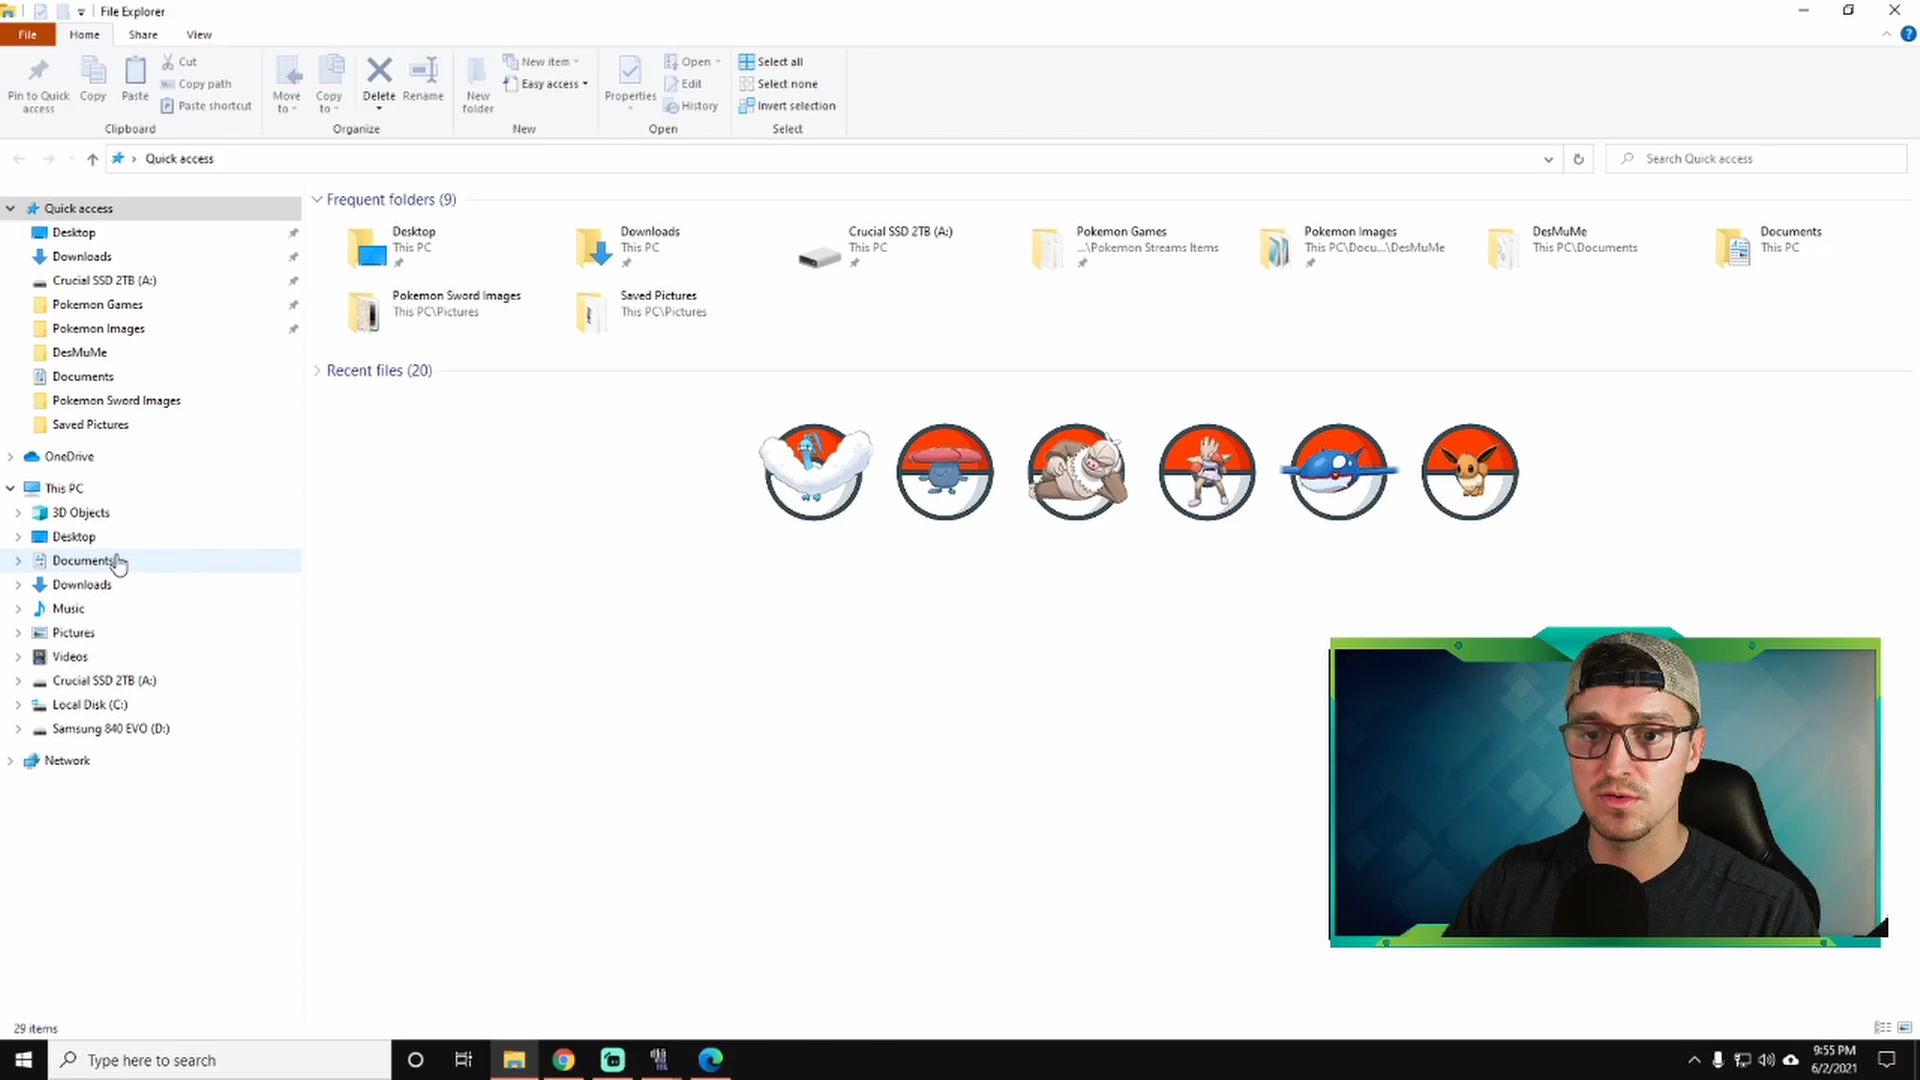 File Explorer
File Home Share View
Pin to Quick access
Copy
Paste
Cut
Copy path
Paste shortcut
Clipboard
Move to
Copy to
Delete
Rename
Organize
New folder
New item
Easy access
New
Properties
Open
Edit
History
Open
Select all
Select none
Invert selection
Select
Quick access
Search Quick access
Quick access
Desktop
Downloads
Crucial SSD 2TB (A:)
Pokemon Games
Pokemon Images
DesMuMe
Documents
Pokemon Sword Images
Saved Pictures
OneDrive
This PC
3D Objects
Desktop
Documents
Downloads
Music
Pictures
Videos
Crucial SSD 2TB (A:)
Local Disk (C:)
Samsung 840 EVO (D:)
Network
Frequent folders (9)
Desktop
This PC
Downloads
This PC
Crucial SSD 2TB (A:)
This PC
Pokemon Games
...\Pokemon Streams Items
Pokemon Images
This PC\Docu...\DesMuMe
DesMuMe
This PC\Documents
Documents
This PC
Pokemon Sword Images
This PC\Pictures
Saved Pictures
This PC\Pictures
Recent files (20)
29 items
Type here to search
9:55 PM
6/2/2021